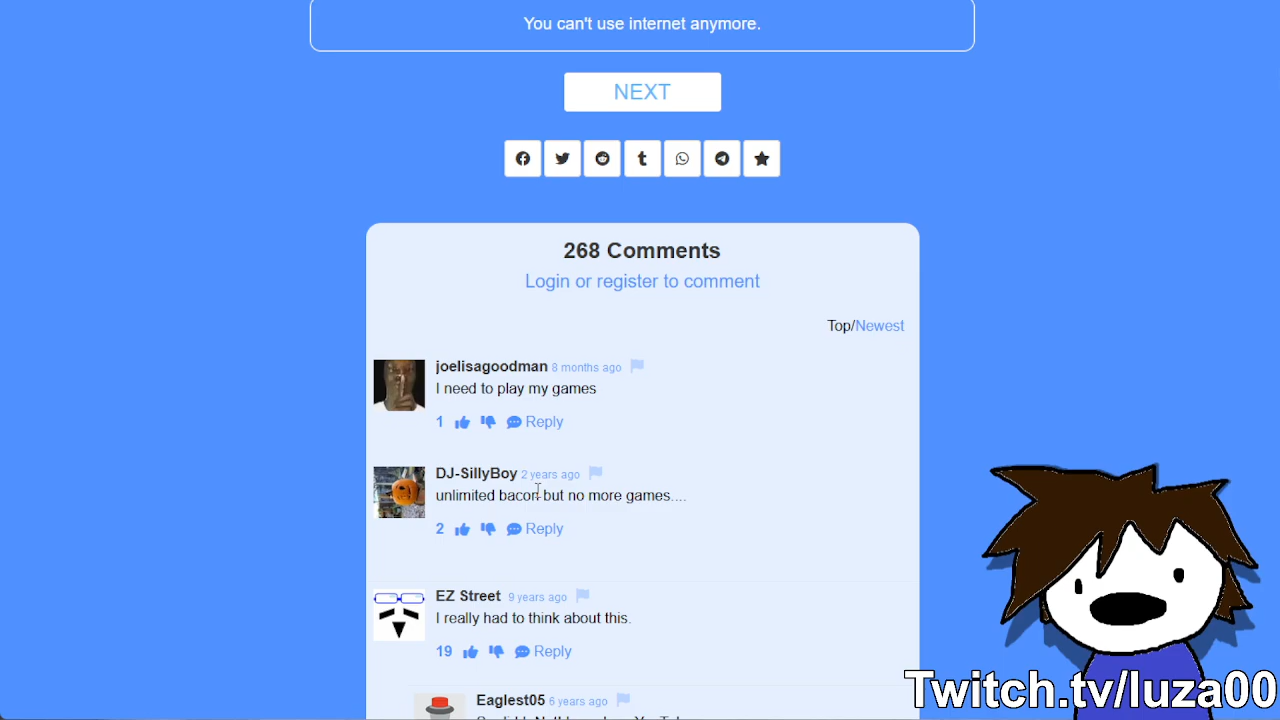 You can't use internet anymore.
NEXT
268 Comments
Login or register to comment
Top/Newest
joelisagoodman 8 months ago
I need to play my games
1 Reply
DJ-SillyBoy 2 years ago
unlimited bacon but no more games....
2 Reply
EZ Street 9 years ago
I really had to think about this.
19 Reply
Eaglest05 6 years ago
Twitch.tv/luza00